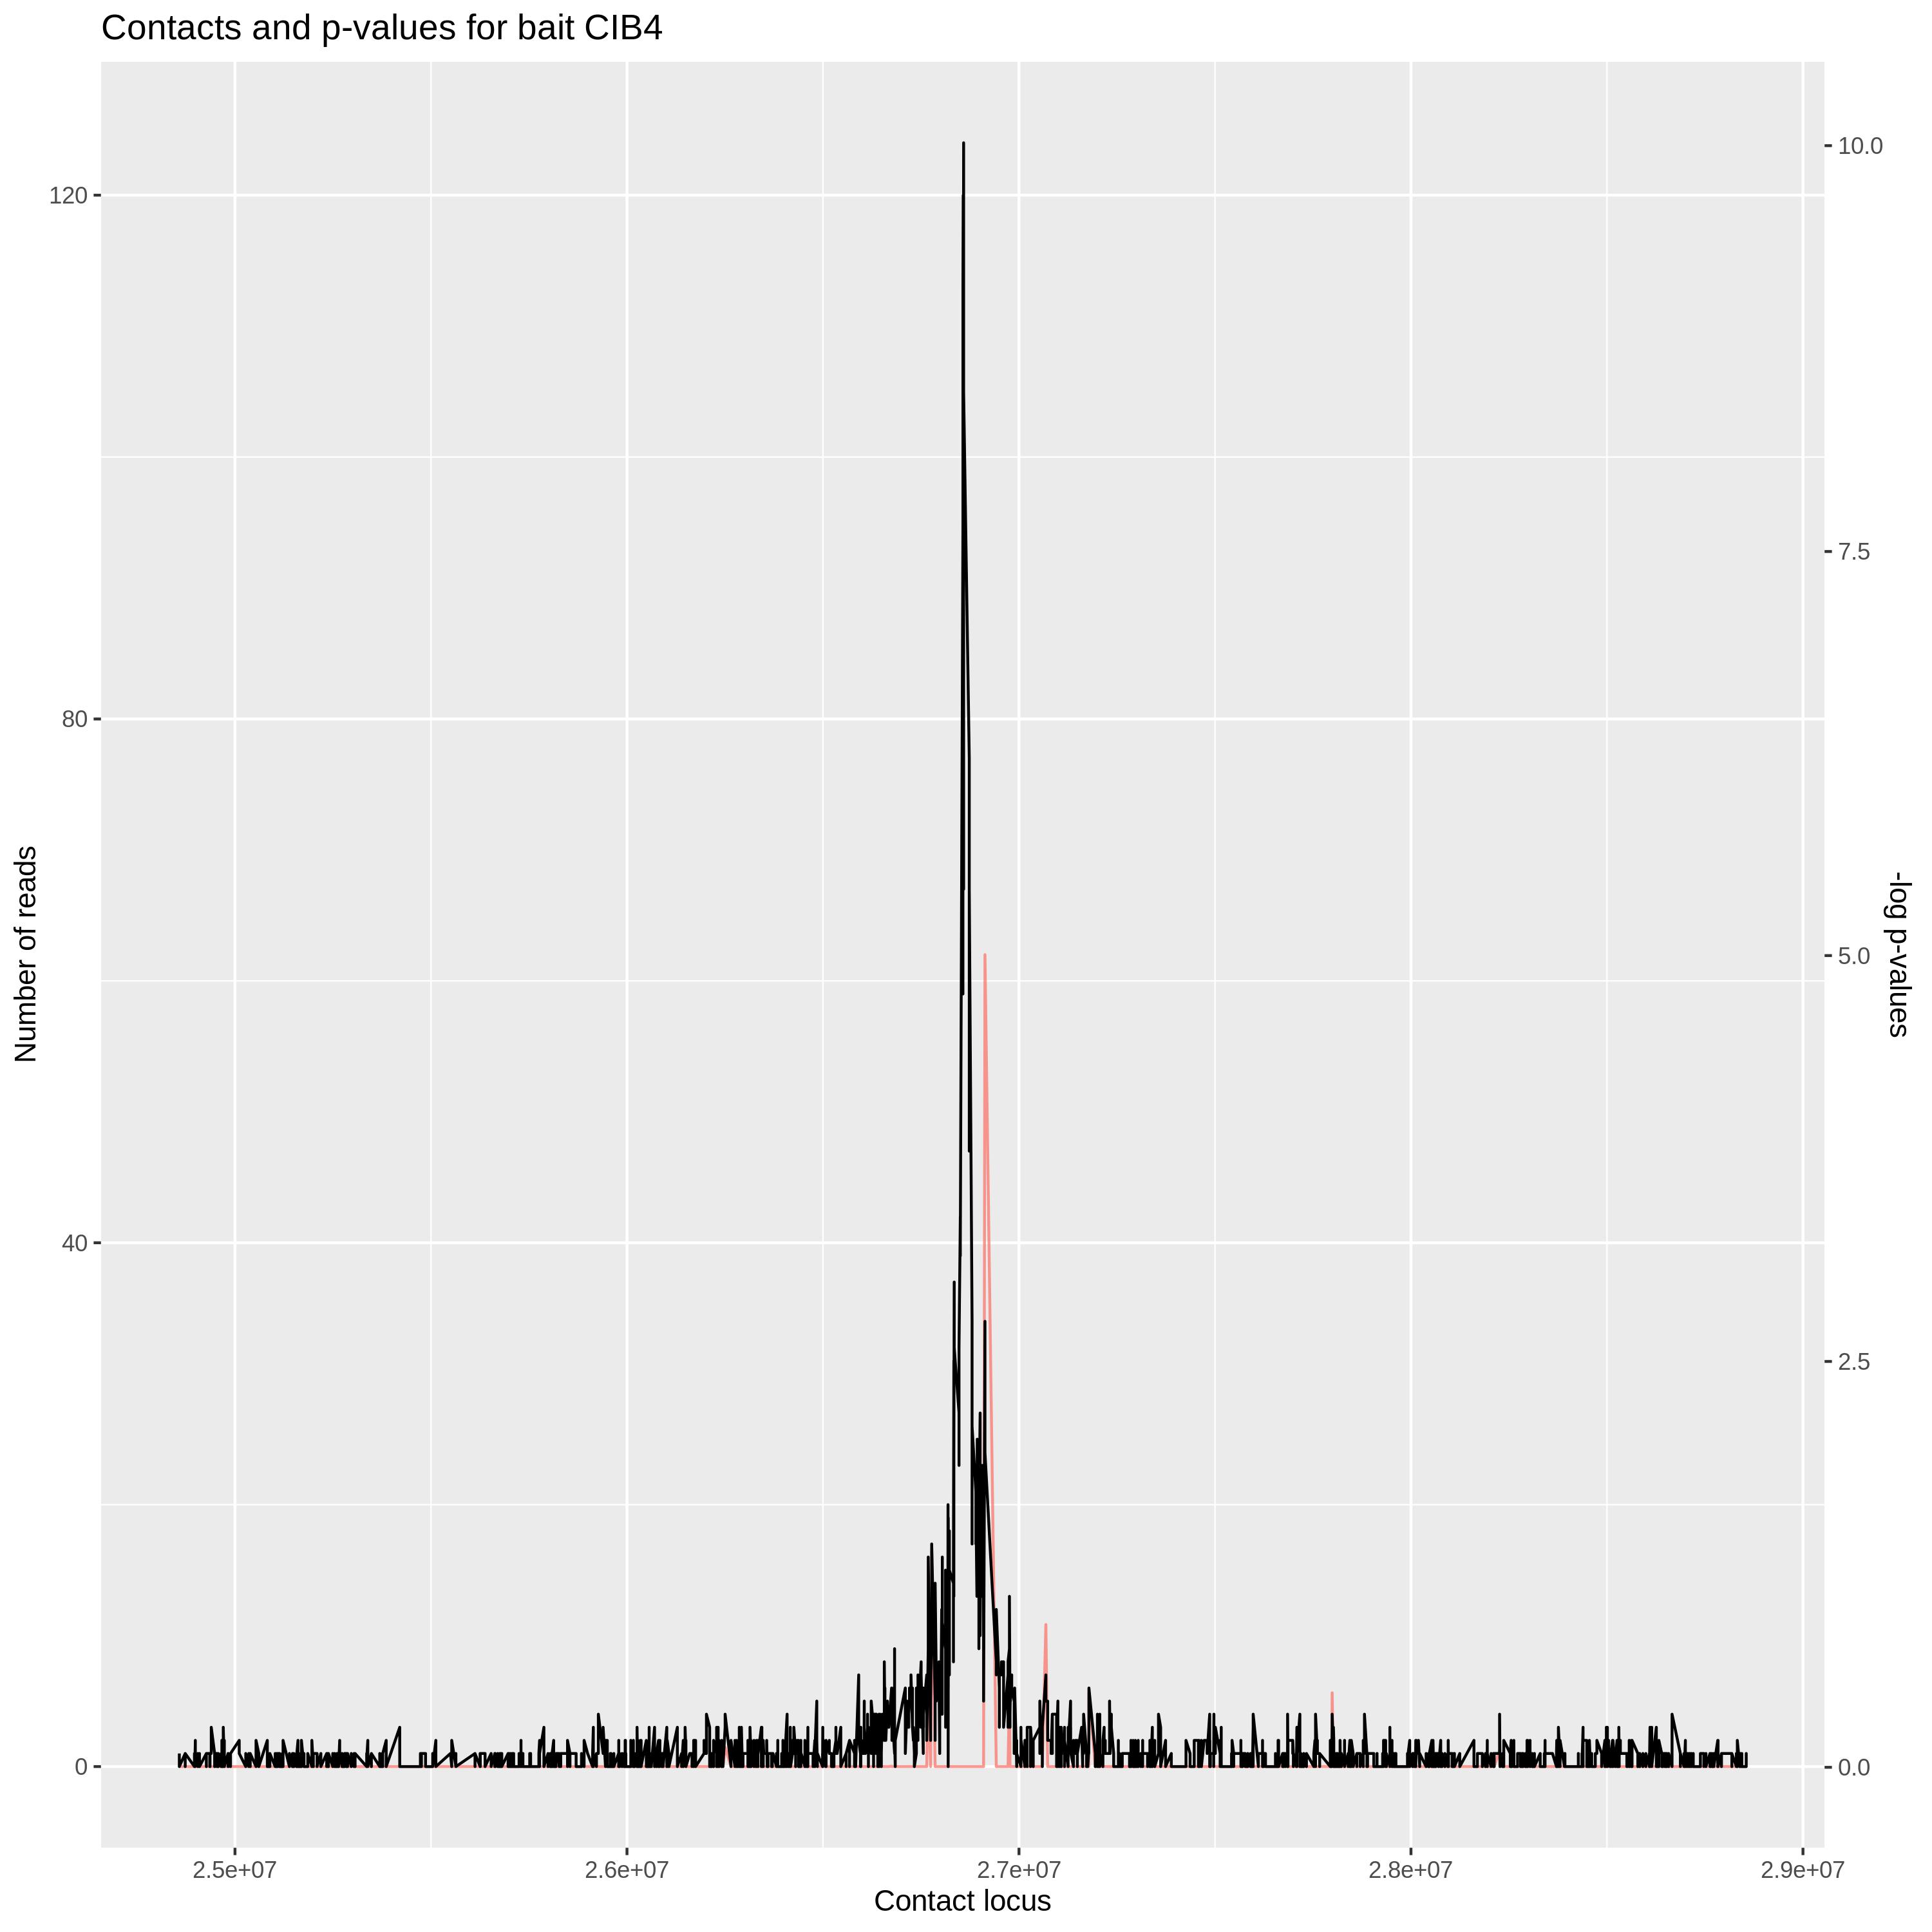 Contacts and p-values for bait CIB4
120
80
40
0
Number of reads
10.0
7.5
5.0
2.5
0.0
-log p-values
2.5e+07
2.6e+07
2.7e+07
2.8e+07
2.9e+07
Contact locus